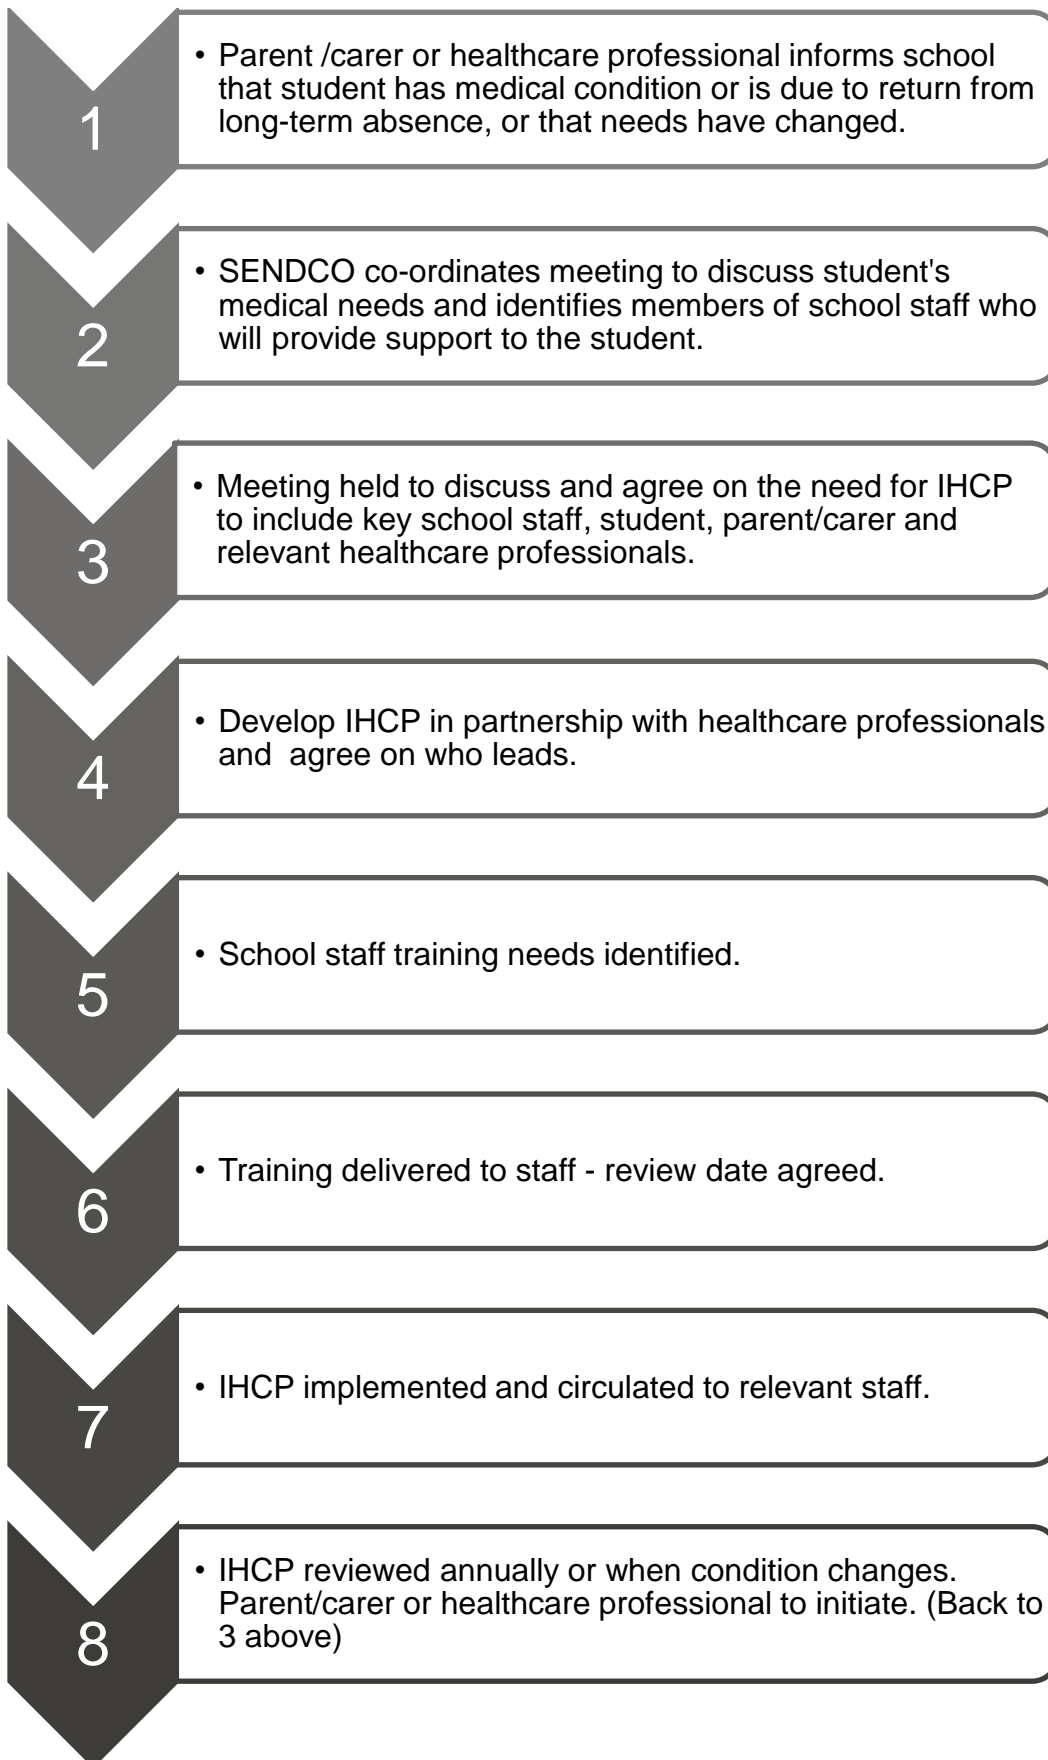 1
• Parent /carer or healthcare professional informs school
that student has medical condition or is due to return from
long-term absence, or that needs have changed.
2
• SENDCO co-ordinates meeting to discuss student's
medical needs and identifies members of school staff who
will provide support to the student.
3
• Meeting held to discuss and agree on the need for IHCP
to include key school staff, student, parent/carer and
relevant healthcare professionals.
4
• Develop IHCP in partnership with healthcare professionals
and  agree on who leads.
5
• School staff training needs identified.
6
• Training delivered to staff - review date agreed.
7
• IHCP implemented and circulated to relevant staff.
8
• IHCP reviewed annually or when condition changes.
Parent/carer or healthcare professional to initiate. (Back to
3 above)